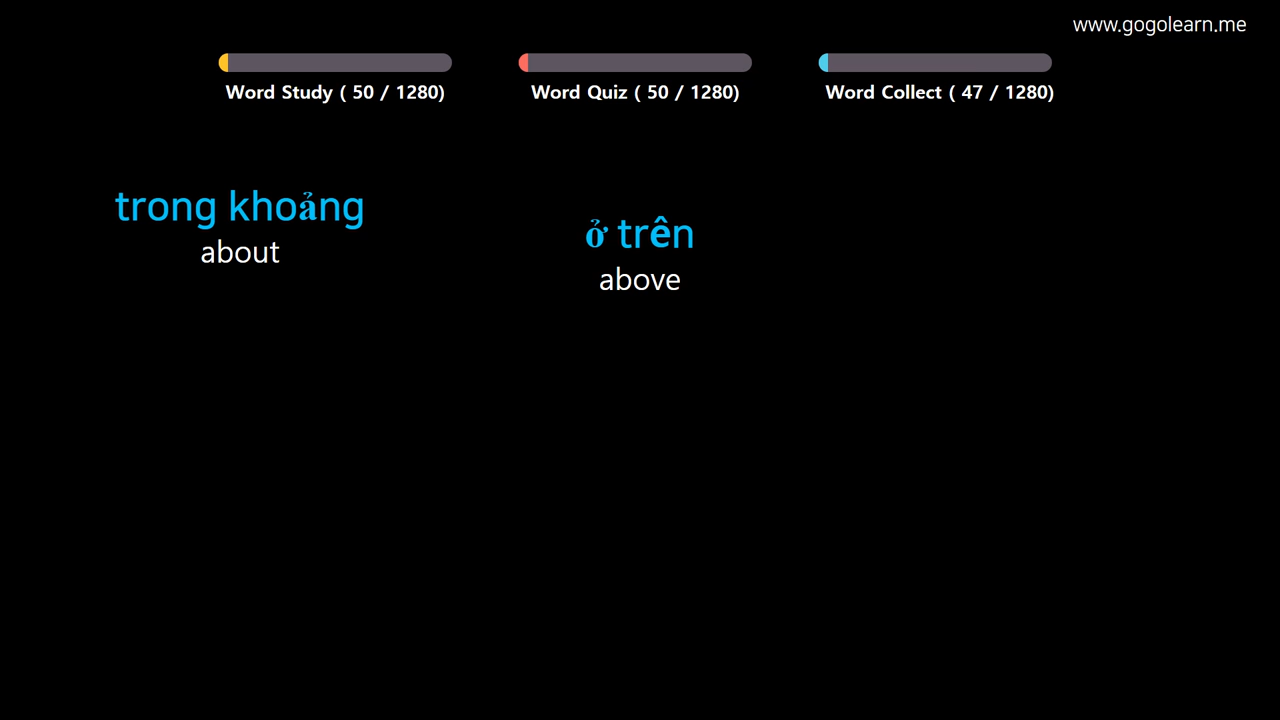 www.gogolearn.me
Word Study ( 50 / 1280)
Word Quiz ( 50 / 1280)
Word Collect ( 47 / 1280)
trong khoảng
about
ở trên
above